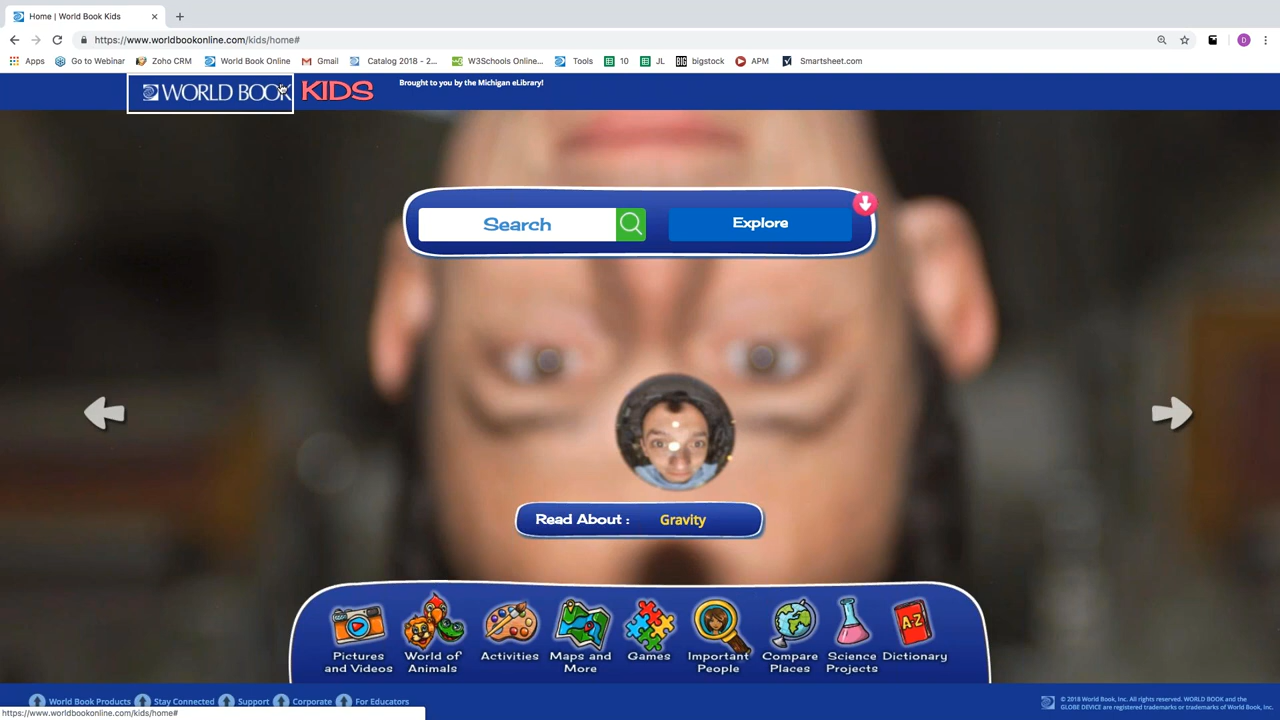 Home | World Book Kids
https://www.worldbookonline.com/kids/home#
D
Apps
Go to Webinar
Zoho CRM
World Book Online
Gmail
Catalog 2018 - 2...
W3Schools Online...
Tools
10
JL
BIG bigstock
APM
Smartsheet.com
WORLD BOOK KIDS
Brought to you by the Michigan eLibrary!
Search
Explore
Read About : Gravity
Pictures and Videos
World of Animals
Activities
Maps and More
Games
Important People
Compare Places
Science Projects
A-Z
Dictionary
World Book Products
Stay Connected
Support
Corporate
For Educators
© 2018 World Book, Inc. All rights reserved. WORLD BOOK and the
GLOBE DEVICE are registered trademarks or trademarks of World Book, Inc.
https://www.worldbookonline.com/kids/home#